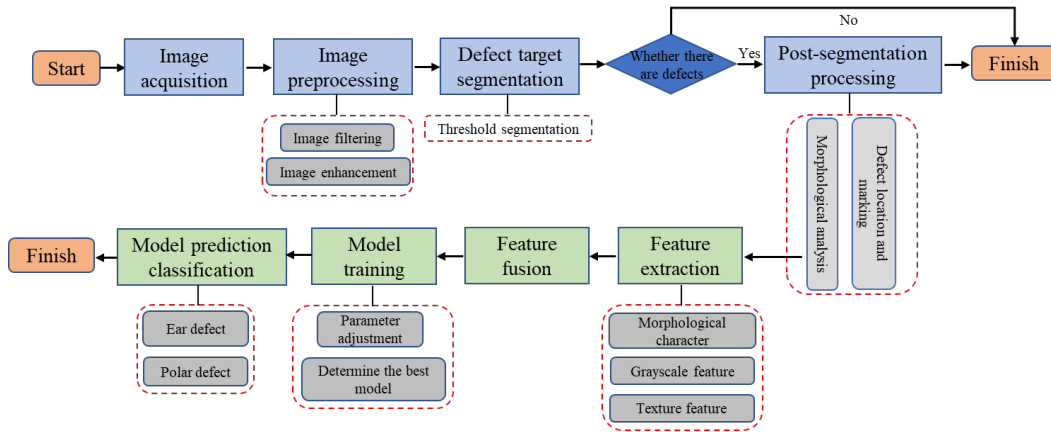 No
Start
Image
acquisition
Image
preprocessing
Defect target
segmentation
Whether there
are defects
Yes
Post-segmentation
processing
Finish
Image filtering
Image enhancement
Threshold segmentation
Morphological analysis
Defect location and
marking
Finish
Model prediction
classification
Model
training
Feature
fusion
Feature
extraction
Ear defect
Polar defect
Parameter
adjustment
Determine the best
model
Morphological
character
Grayscale feature
Texture feature